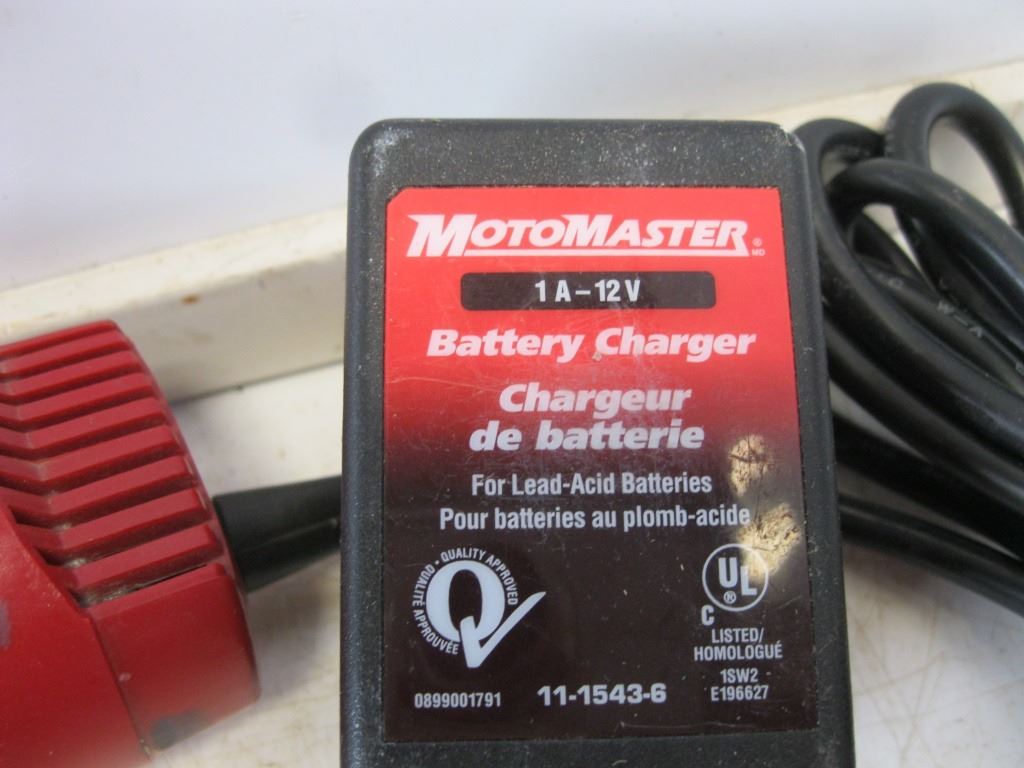 MOTOMASTER ®
MD
1 A – 12 V
Battery Charger
Chargeur
de batterie
For Lead-Acid Batteries
Pour batteries au plomb-acide
• QUALITY APPROVED
• QUALITÉ APPROUVÉE
Q
UL
®
C
LISTED/
HOMOLOGUÉ
1SW2
E196627
0899001791
11-1543-6